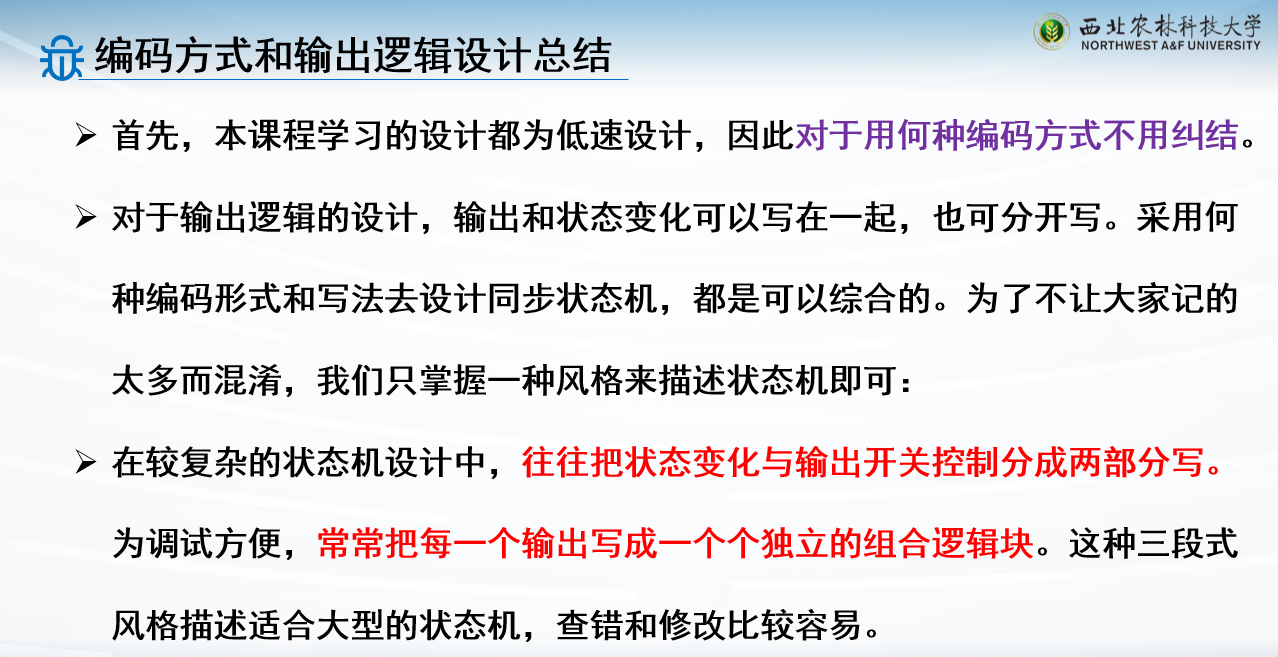 编码方式和输出逻辑设计总结
西北农林科技大学
NORTHWEST A&F UNIVERSITY
首先，本课程学习的设计都为低速设计，因此对于用何种编码方式不用纠结。
对于输出逻辑的设计，输出和状态变化可以写在一起，也可分开写。采用何
种编码形式和写法去设计同步状态机，都是可以综合的。为了不让大家记的
太多而混淆，我们只掌握一种风格来描述状态机即可：
在较复杂的状态机设计中，往往把状态变化与输出开关控制分成两部分写。
为调试方便，常常把每一个输出写成一个个独立的组合逻辑块。这种三段式
风格描述适合大型的状态机，查错和修改比较容易。